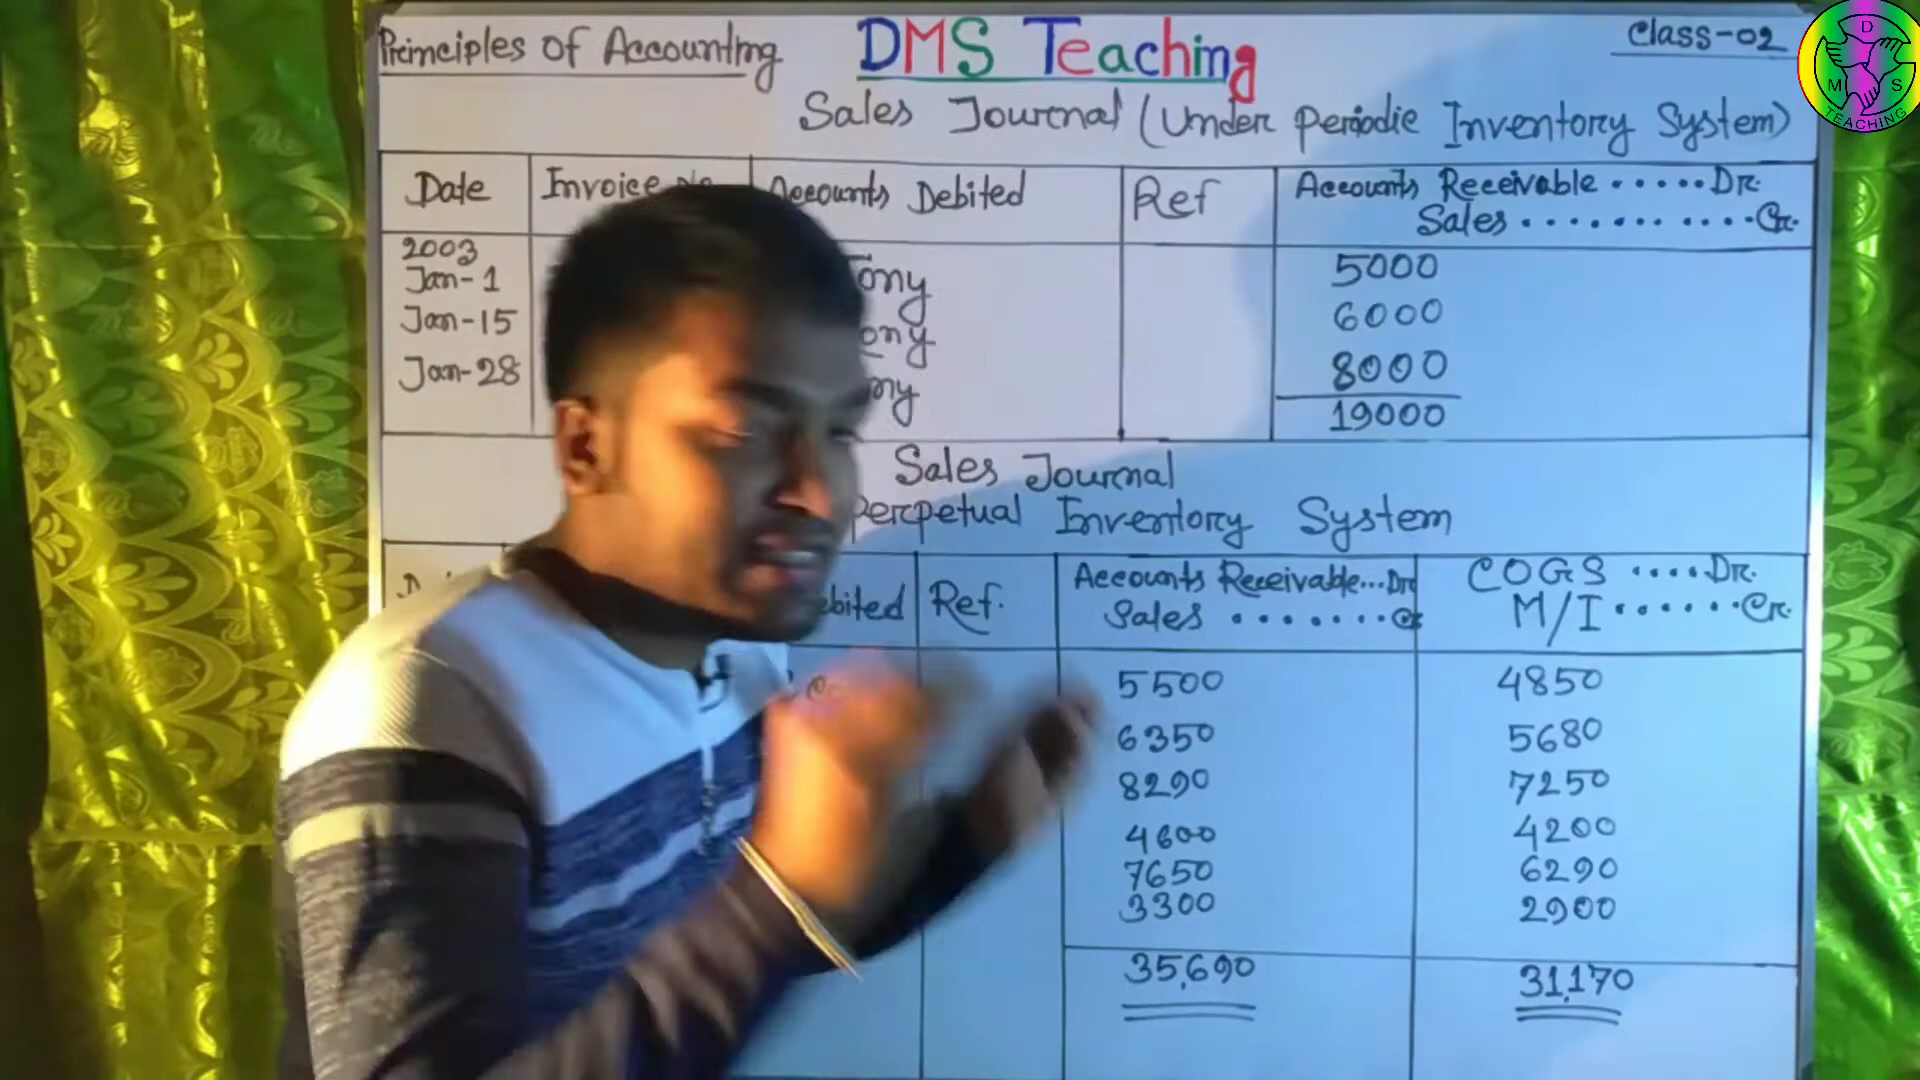 Principles of Accounting
DMS Teaching
Class-02
D
M S
TEACHING
Sales Journal (Under Periodic Inventory System)
Date Invoice No Accounts Debited Ref Accounts Receivable ..... Dr.
Sales ........... Cr.
2003
Jan-1 5000
Jan-15 6000
Jan-28 8000
19000
Sales Journal
Perpetual Inventory System
Ref. Accounts Receivable...Dr COGS ....Dr.
Sales .......Cr M/I ......Cr.
5500 4850
6350 5680
8290 7250
4600 4200
7650 6290
3300 2900
35,690 31,170